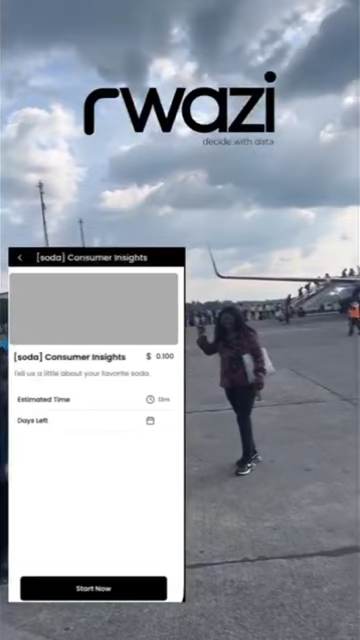 rwazi
decide with data
[soda] Consumer Insights
[soda] Consumer Insights $ 0.100
Tell us a little about your favorite soda.
Estimated Time
Days Left
Start Now